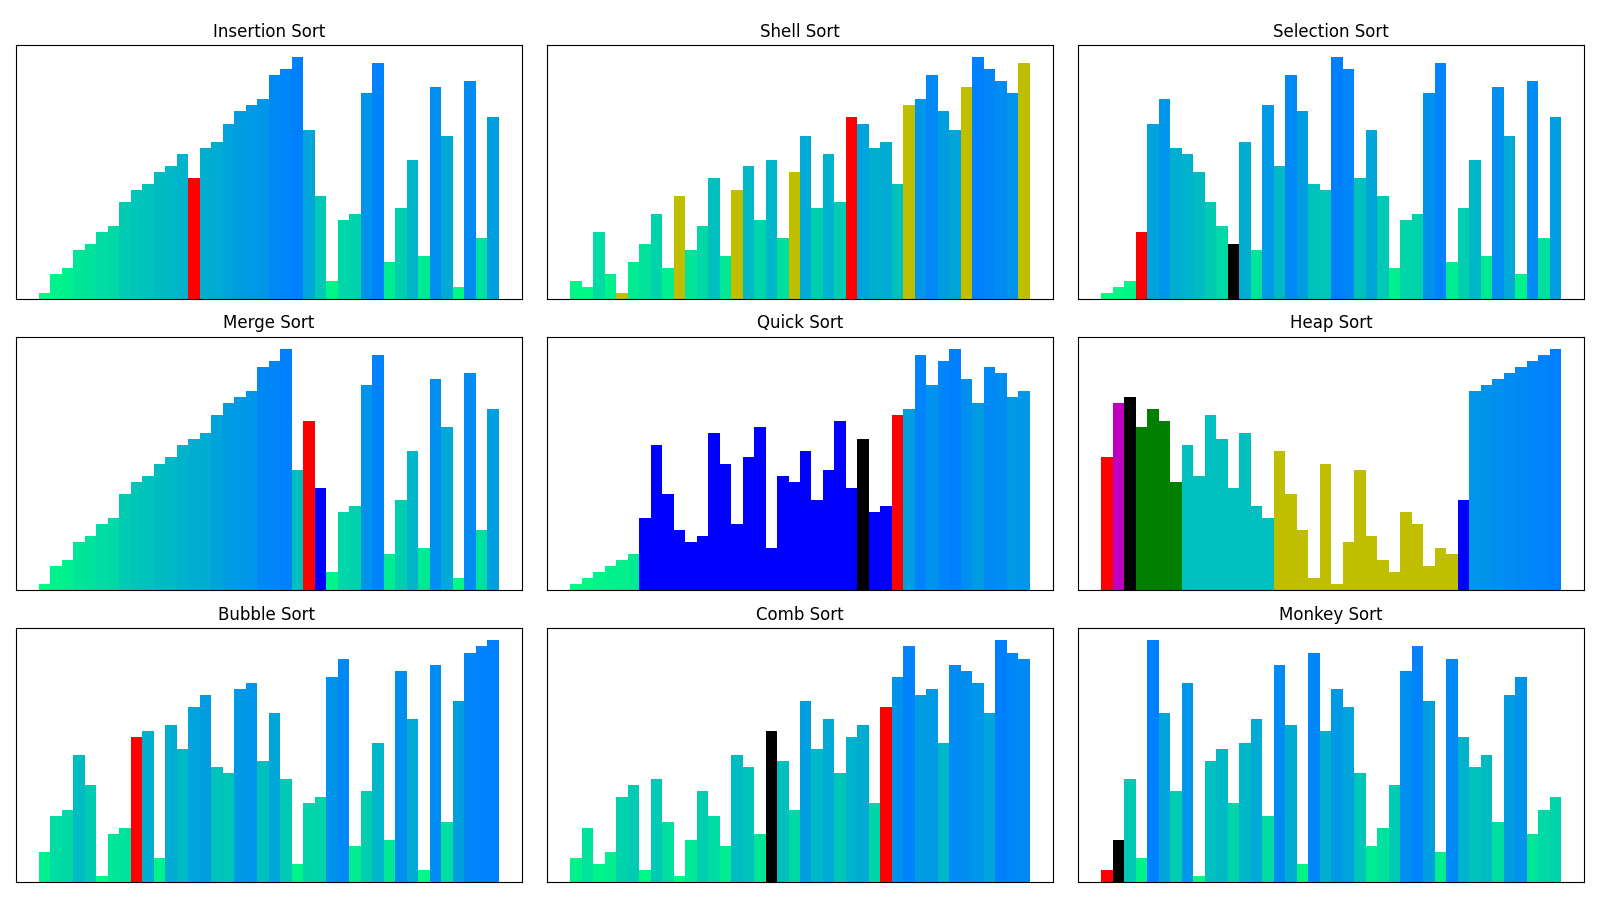 Insertion Sort
Shell Sort
Selection Sort
Merge Sort
Quick Sort
Heap Sort
Bubble Sort
Comb Sort
Monkey Sort